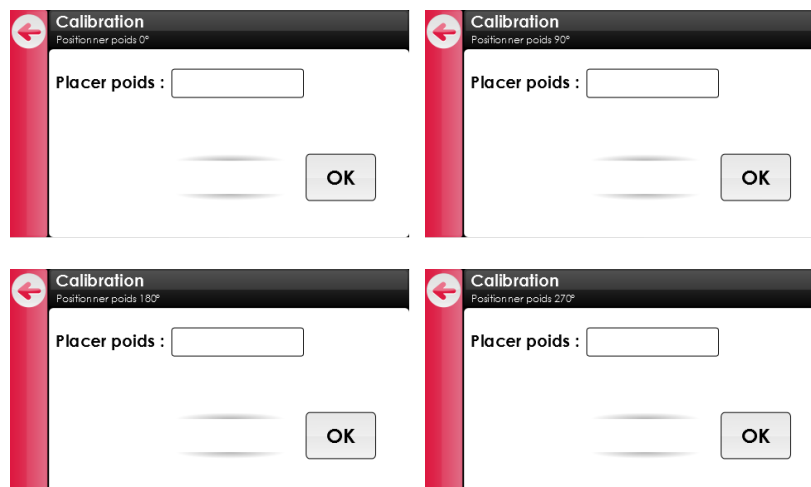 Calibration
Positionner poids 0°
Placer poids :
OK
Calibration
Positionner poids 90°
Placer poids :
OK
Calibration
Positionner poids 180°
Placer poids :
OK
Calibration
Positionner poids 270°
Placer poids :
OK